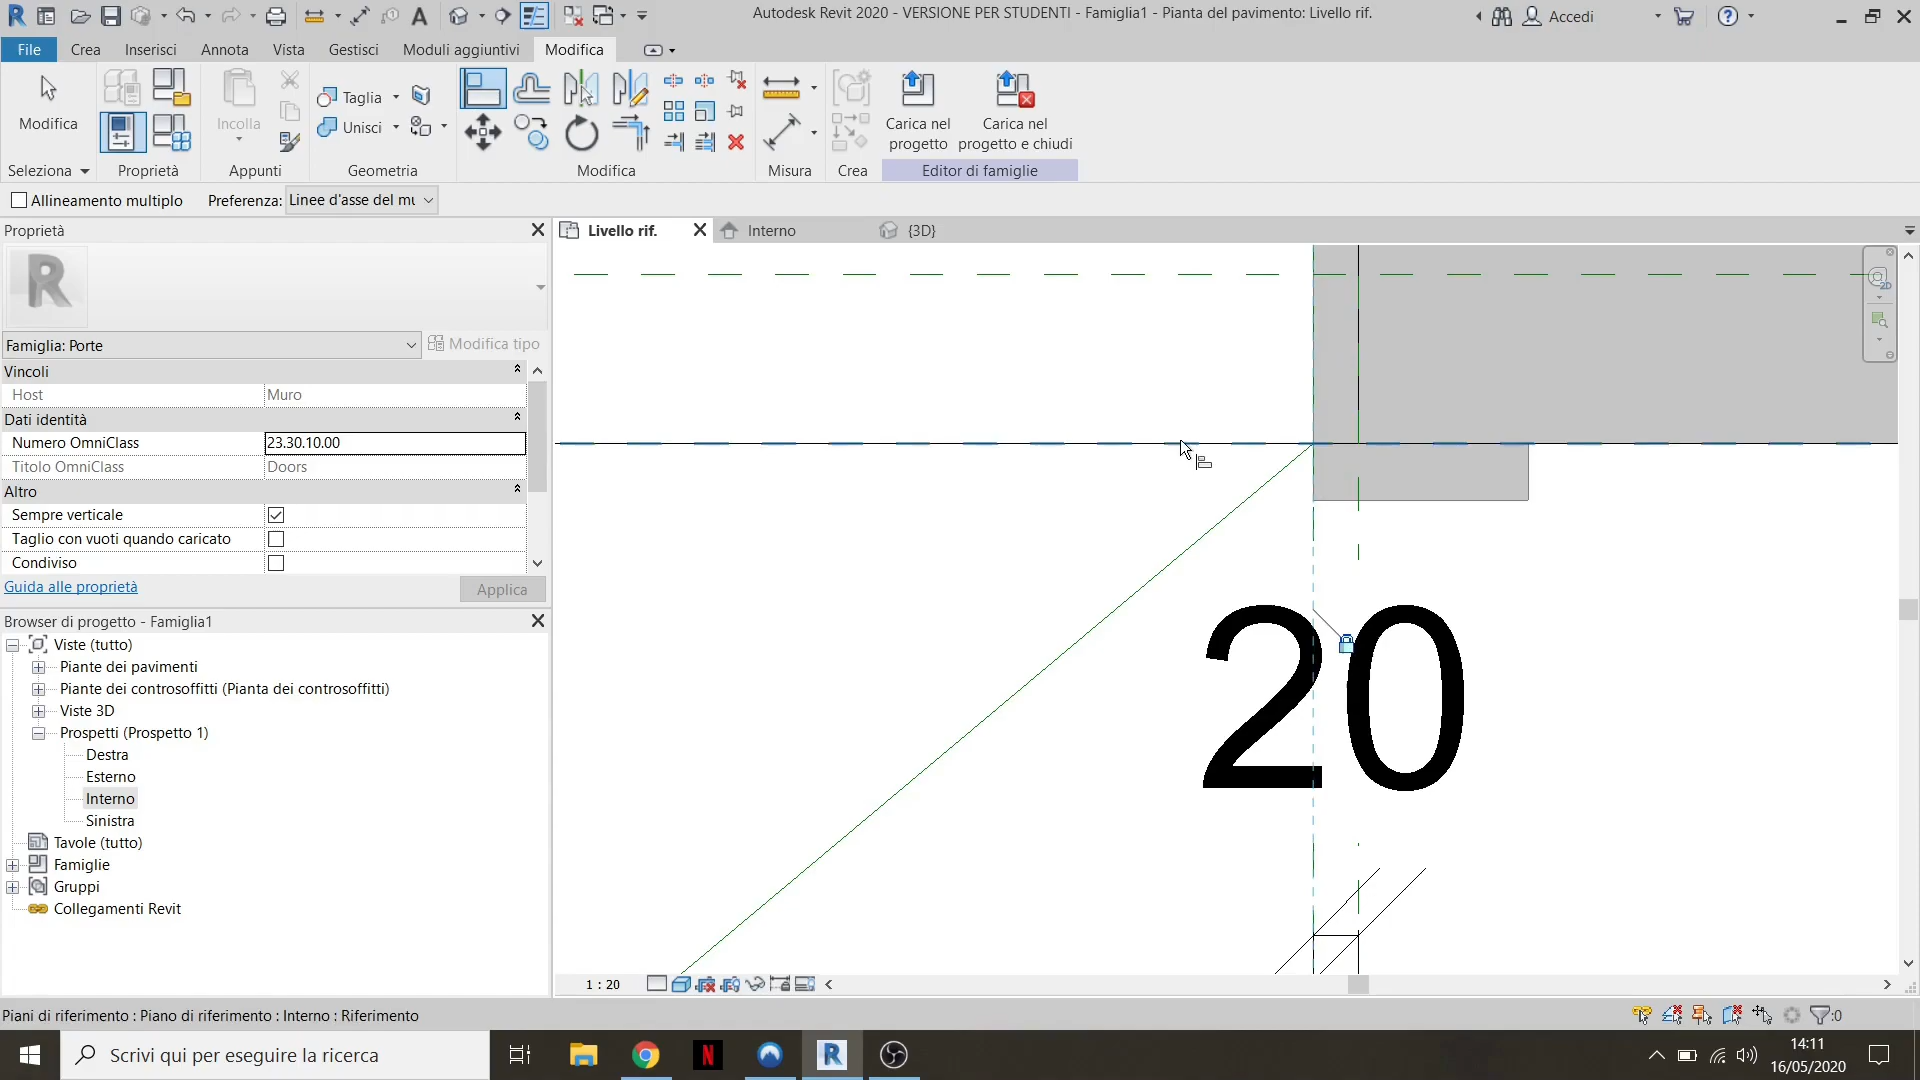 Autodesk Revit 2020 - VERSIONE PER STUDENTI - Famiglia1 - Pianta del pavimento: Livello rif.
Accedi
File Crea Inserisci Annota Vista Gestisci Moduli aggiuntivi Modifica
Modifica
Incolla
Taglia
Unisci
Carica nel progetto
Carica nel progetto e chiudi
Seleziona Proprietà Appunti Geometria Modifica Misura Crea Editor di famiglie
Allineamento multiplo Preferenza: Linee d'asse del mu
Proprietà
Livello rif. Interno {3D}
Famiglia: Porte Modifica tipo
Vincoli
Host Muro
Dati identità
Numero OmniClass 23.30.10.00
Titolo OmniClass Doors
Altro
Sempre verticale
Taglio con vuoti quando caricato
Condiviso
Guida alle proprietà Applica
Browser di progetto - Famiglia1
Viste (tutto)
Piante dei pavimenti
Piante dei controsoffitti (Pianta dei controsoffitti)
Viste 3D
Prospetti (Prospetto 1)
Destra
Esterno
Interno
Sinistra
Tavole (tutto)
Famiglie
Gruppi
Collegamenti Revit
2D
20
1 : 20
Piani di riferimento : Piano di riferimento : Interno : Riferimento
:0
Scrivi qui per eseguire la ricerca
14:11
16/05/2020